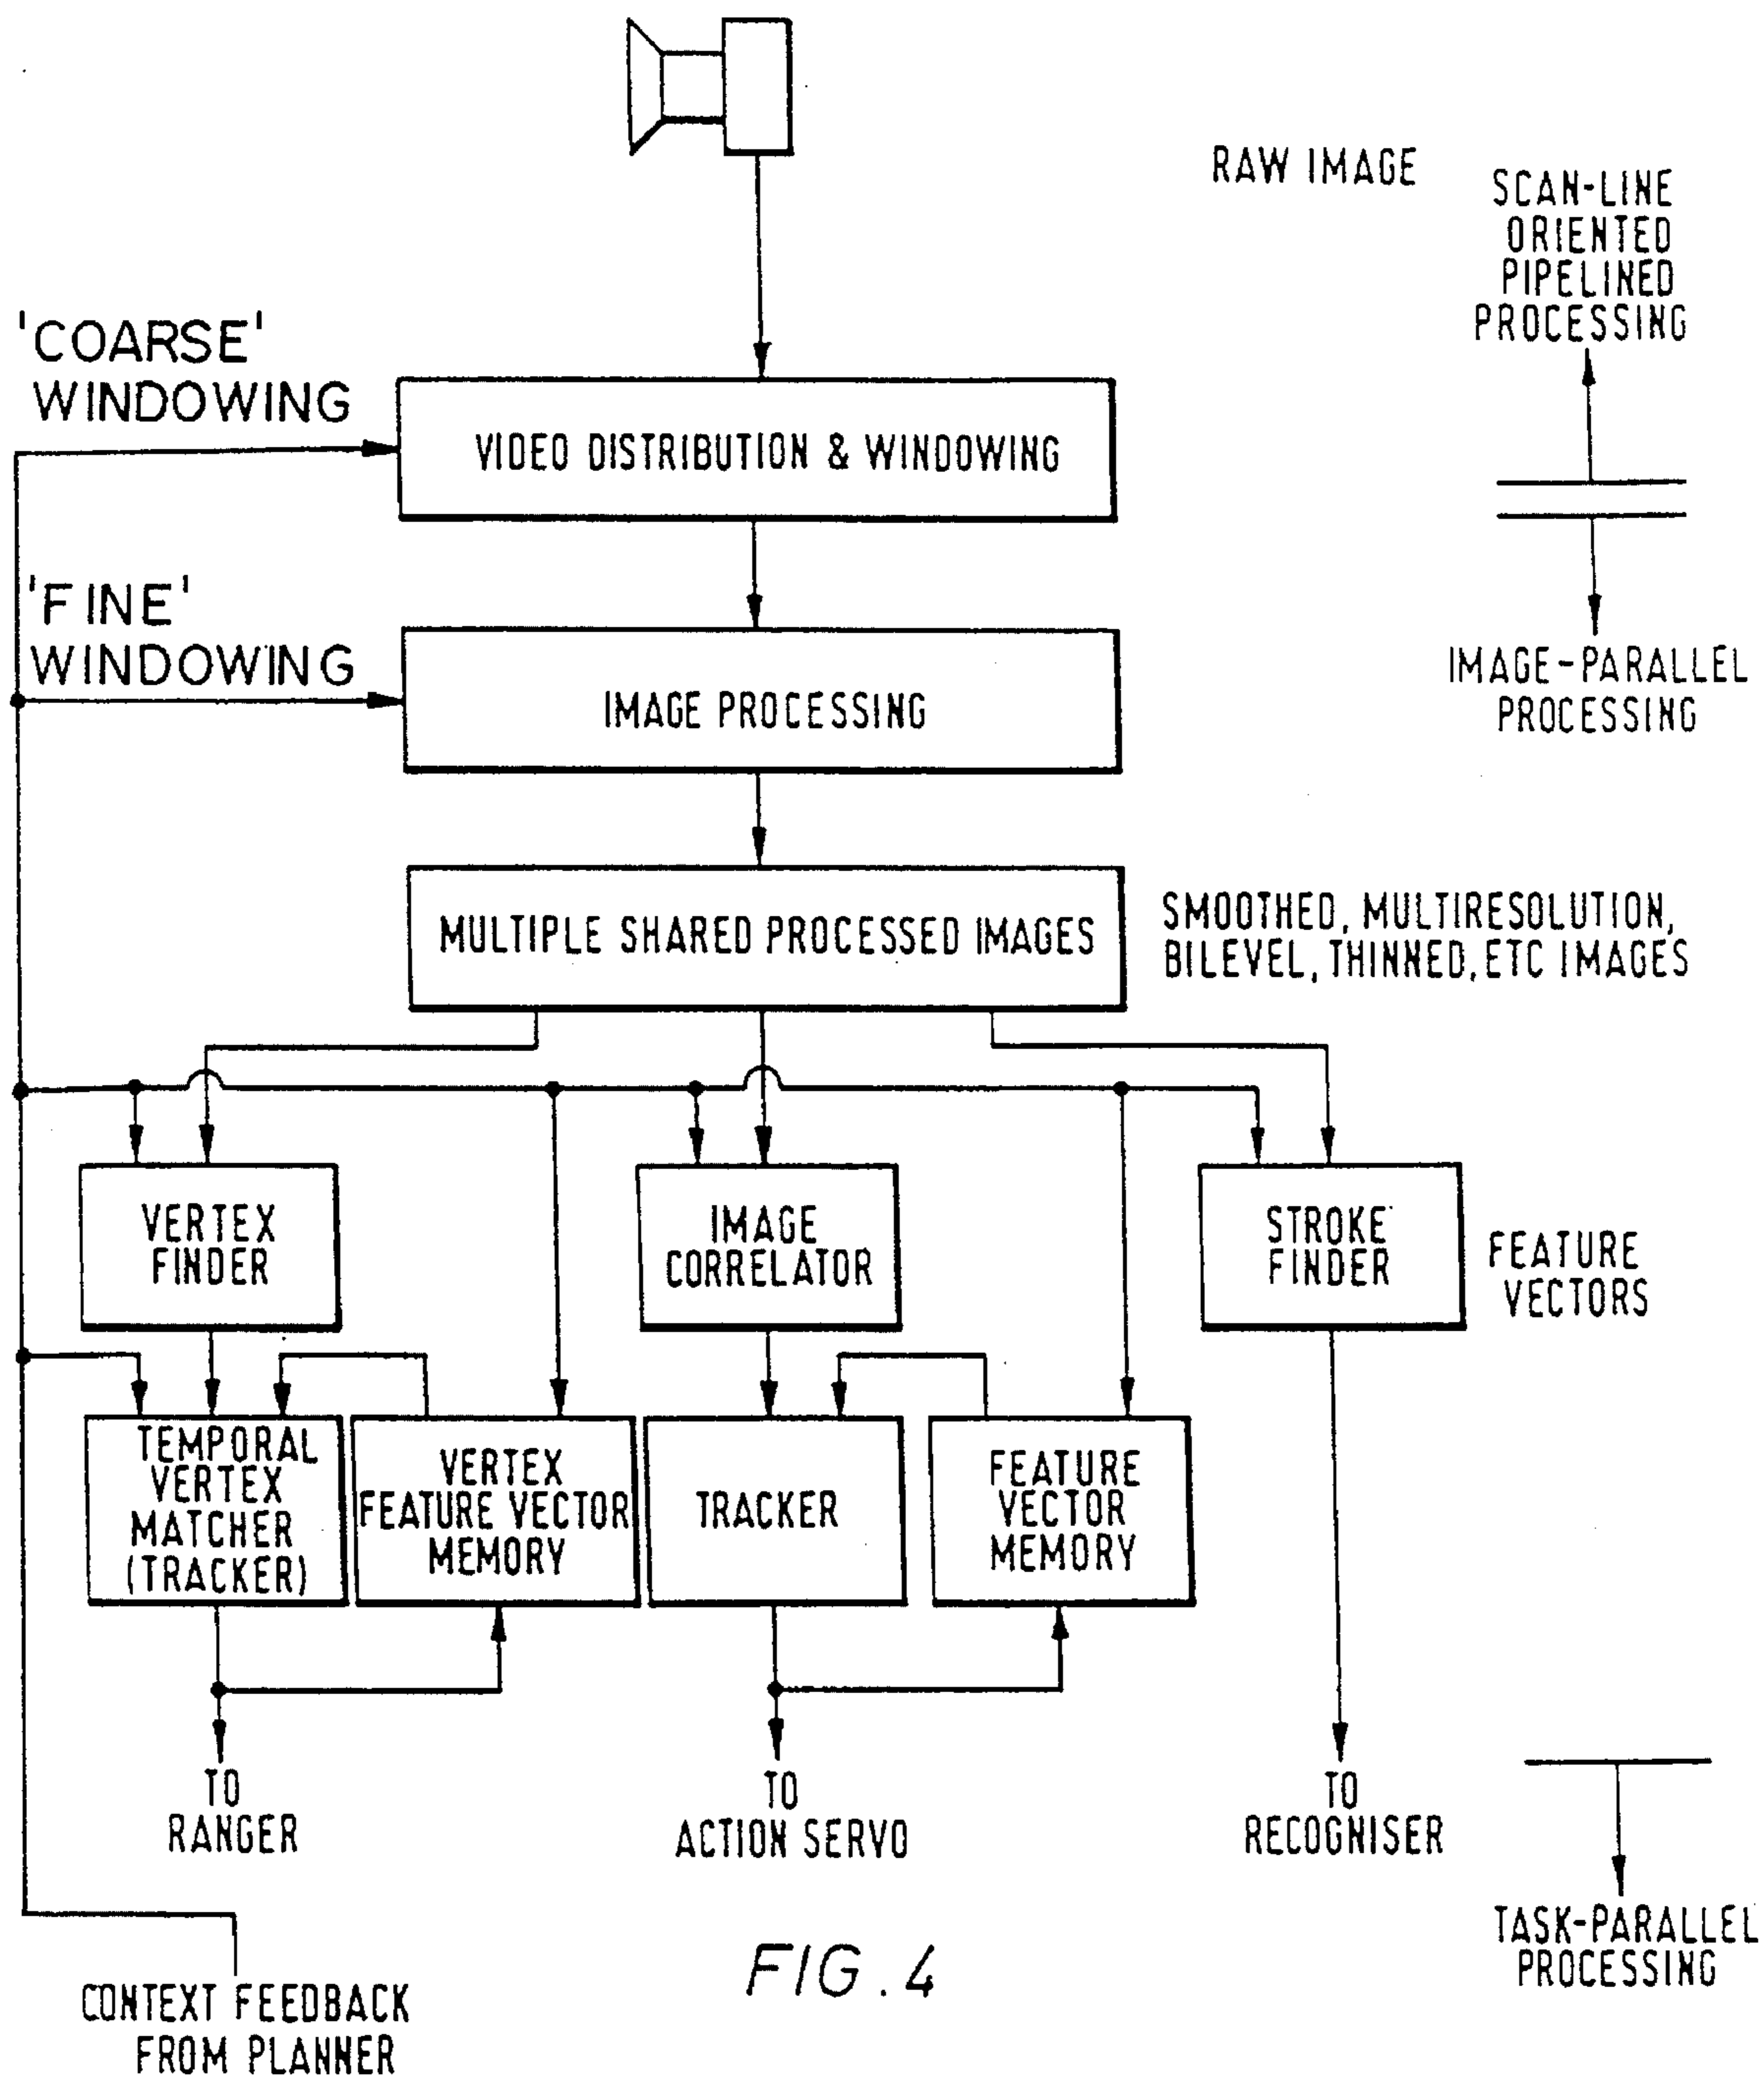 RAW IMAGE
SCAN-LINE
ORIENTED
PIPELINED
PROCESSING
'COARSE'
WINDOWING
VIDEO DISTRIBUTION & WINDOWING
'FINE'
WINDOWING
IMAGE PROCESSING
IMAGE-PARALLEL
PROCESSING
MULTIPLE SHARED PROCESSED IMAGES
SMOOTHED, MULTIRESOLUTION,
BILEVEL, THINNED, ETC IMAGES
VERTEX
FINDER
IMAGE
CORRELATOR
STROKE
FINDER
FEATURE
VECTORS
TEMPORAL
VERTEX
MATCHER
(TRACKER)
VERTEX
FEATURE VECTOR
MEMORY
TRACKER
FEATURE
VECTOR
MEMORY
TO
RANGER
TO
ACTION SERVO
TO
RECOGNISER
TASK-PARALLEL
PROCESSING
CONTEXT FEEDBACK
FROM PLANNER
FIG. 4